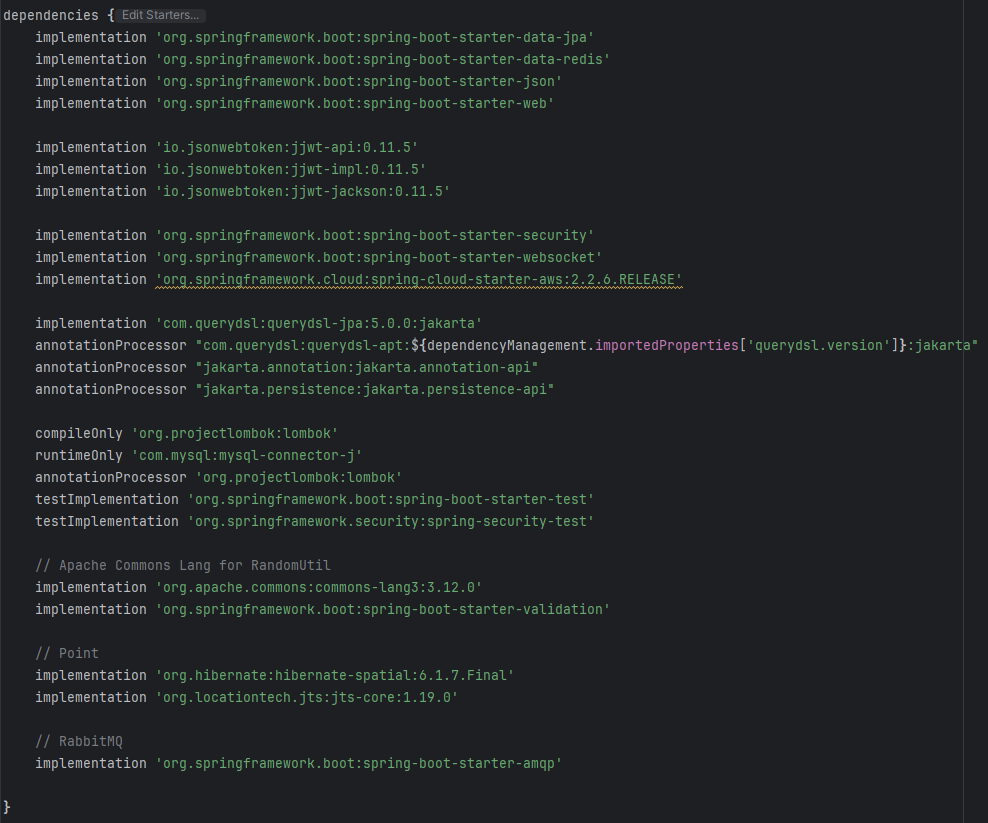 dependencies { Edit Starters...
    implementation 'org.springframework.boot:spring-boot-starter-data-jpa'
    implementation 'org.springframework.boot:spring-boot-starter-data-redis'
    implementation 'org.springframework.boot:spring-boot-starter-json'
    implementation 'org.springframework.boot:spring-boot-starter-web'

    implementation 'io.jsonwebtoken:jjwt-api:0.11.5'
    implementation 'io.jsonwebtoken:jjwt-impl:0.11.5'
    implementation 'io.jsonwebtoken:jjwt-jackson:0.11.5'

    implementation 'org.springframework.boot:spring-boot-starter-security'
    implementation 'org.springframework.boot:spring-boot-starter-websocket'
    implementation 'org.springframework.cloud:spring-cloud-starter-aws:2.2.6.RELEASE'

    implementation 'com.querydsl:querydsl-jpa:5.0.0:jakarta'
    annotationProcessor "com.querydsl:querydsl-apt:${dependencyManagement.importedProperties['querydsl.version']}:jakarta"
    annotationProcessor "jakarta.annotation:jakarta.annotation-api"
    annotationProcessor "jakarta.persistence:jakarta.persistence-api"

    compileOnly 'org.projectlombok:lombok'
    runtimeOnly 'com.mysql:mysql-connector-j'
    annotationProcessor 'org.projectlombok:lombok'
    testImplementation 'org.springframework.boot:spring-boot-starter-test'
    testImplementation 'org.springframework.security:spring-security-test'

    // Apache Commons Lang for RandomUtil
    implementation 'org.apache.commons:commons-lang3:3.12.0'
    implementation 'org.springframework.boot:spring-boot-starter-validation'

    // Point
    implementation 'org.hibernate:hibernate-spatial:6.1.7.Final'
    implementation 'org.locationtech.jts:jts-core:1.19.0'

    // RabbitMQ
    implementation 'org.springframework.boot:spring-boot-starter-amqp'

}